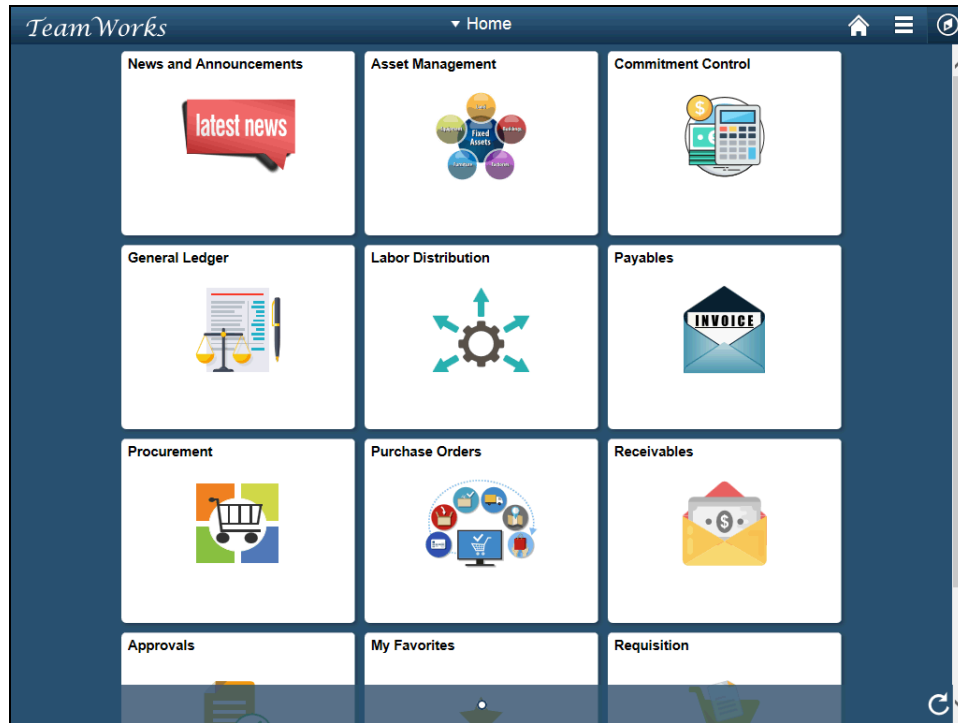 TeamWorks
Home
News and Announcements
Asset Management
Commitment Control
latest news
Fixed
Assets
Buildings
General Ledger
Labor Distribution
Payables
INVOICE
Procurement
Purchase Orders
Receivables
Approvals
My Favorites
Requisition